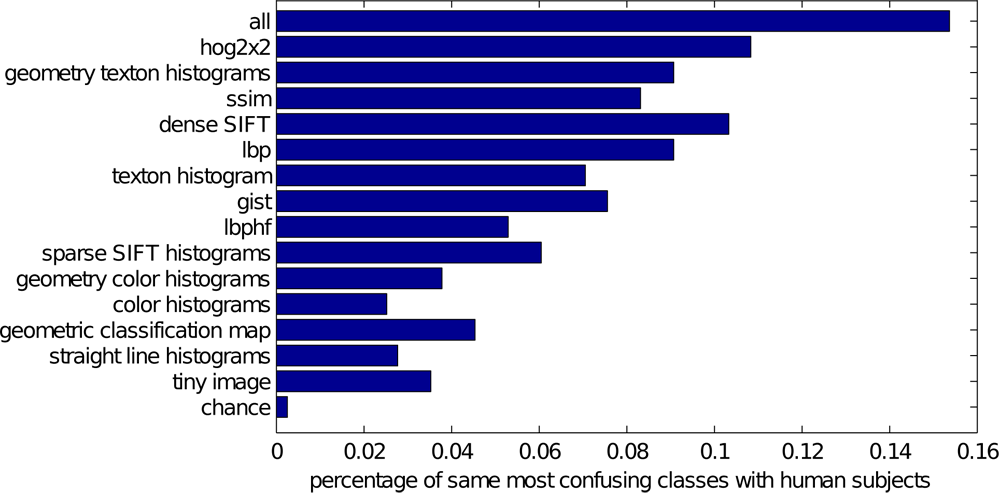 all
hog2x2
geometry texton histograms
ssim
dense SIFT
lbp
texton histogram
gist
lbphf
sparse SIFT histograms
geometry color histograms
color histograms
geometric classification map
straight line histograms
tiny image
chance
0 0.02 0.04 0.06 0.08 0.1 0.12 0.14 0.16
percentage of same most confusing classes with human subjects